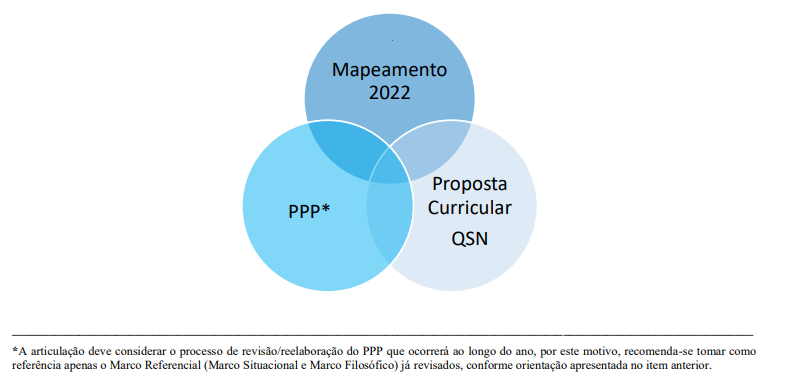 Mapeamento
2022
PPP*
Proposta
Curricular
QSN
*A articulação deve considerar o processo de revisão/reelaboração do PPP que ocorrerá ao longo do ano, por este motivo, recomenda-se tomar como
referência apenas o Marco Referencial (Marco Situacional e Marco Filosófico) já revisados, conforme orientação apresentada no item anterior.